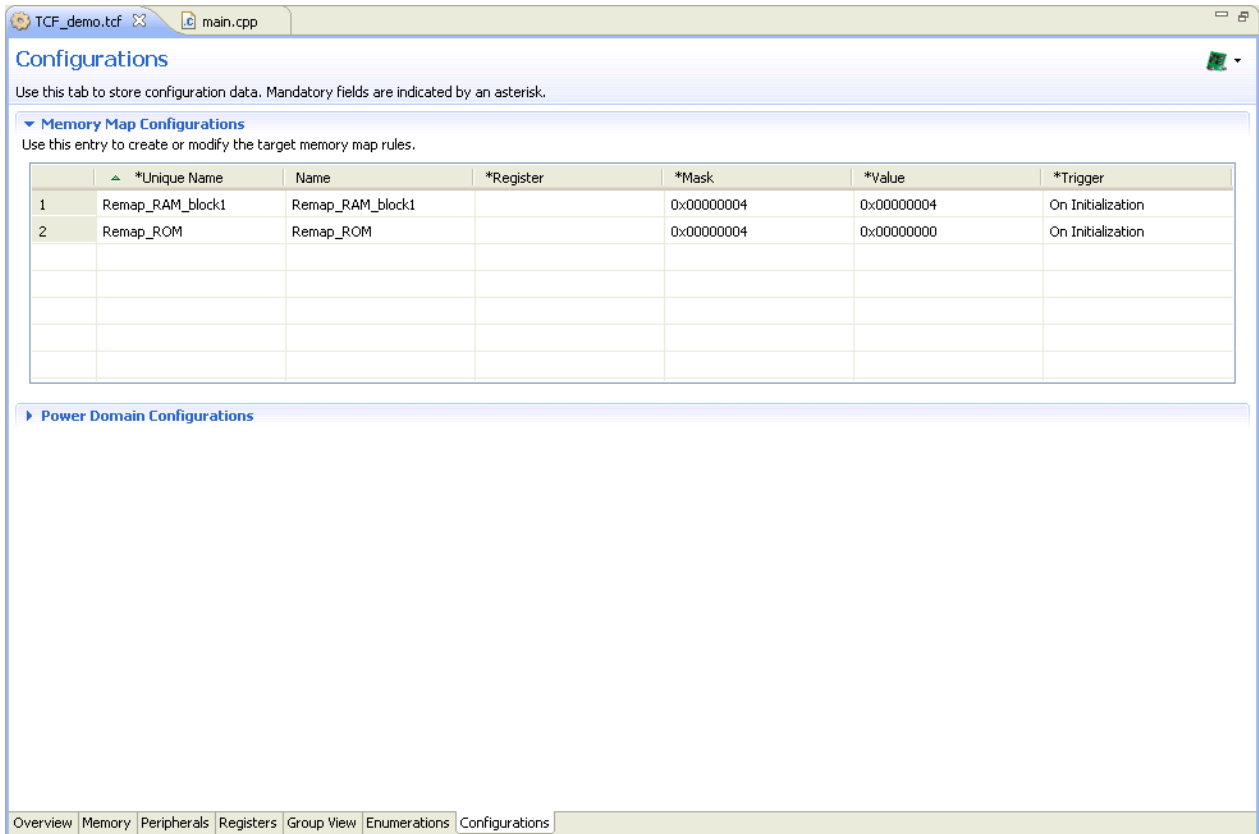 TCF_demo.tcf main.cpp
Configurations
Use this tab to store configuration data. Mandatory fields are indicated by an asterisk.
Memory Map Configurations
Use this entry to create or modify the target memory map rules.
*Unique Name Name *Register *Mask *Value *Trigger
1 Remap_RAM_block1 Remap_RAM_block1 0x00000004 0x00000004 On Initialization
2 Remap_ROM Remap_ROM 0x00000004 0x00000000 On Initialization
Power Domain Configurations
Overview Memory Peripherals Registers Group View Enumerations Configurations